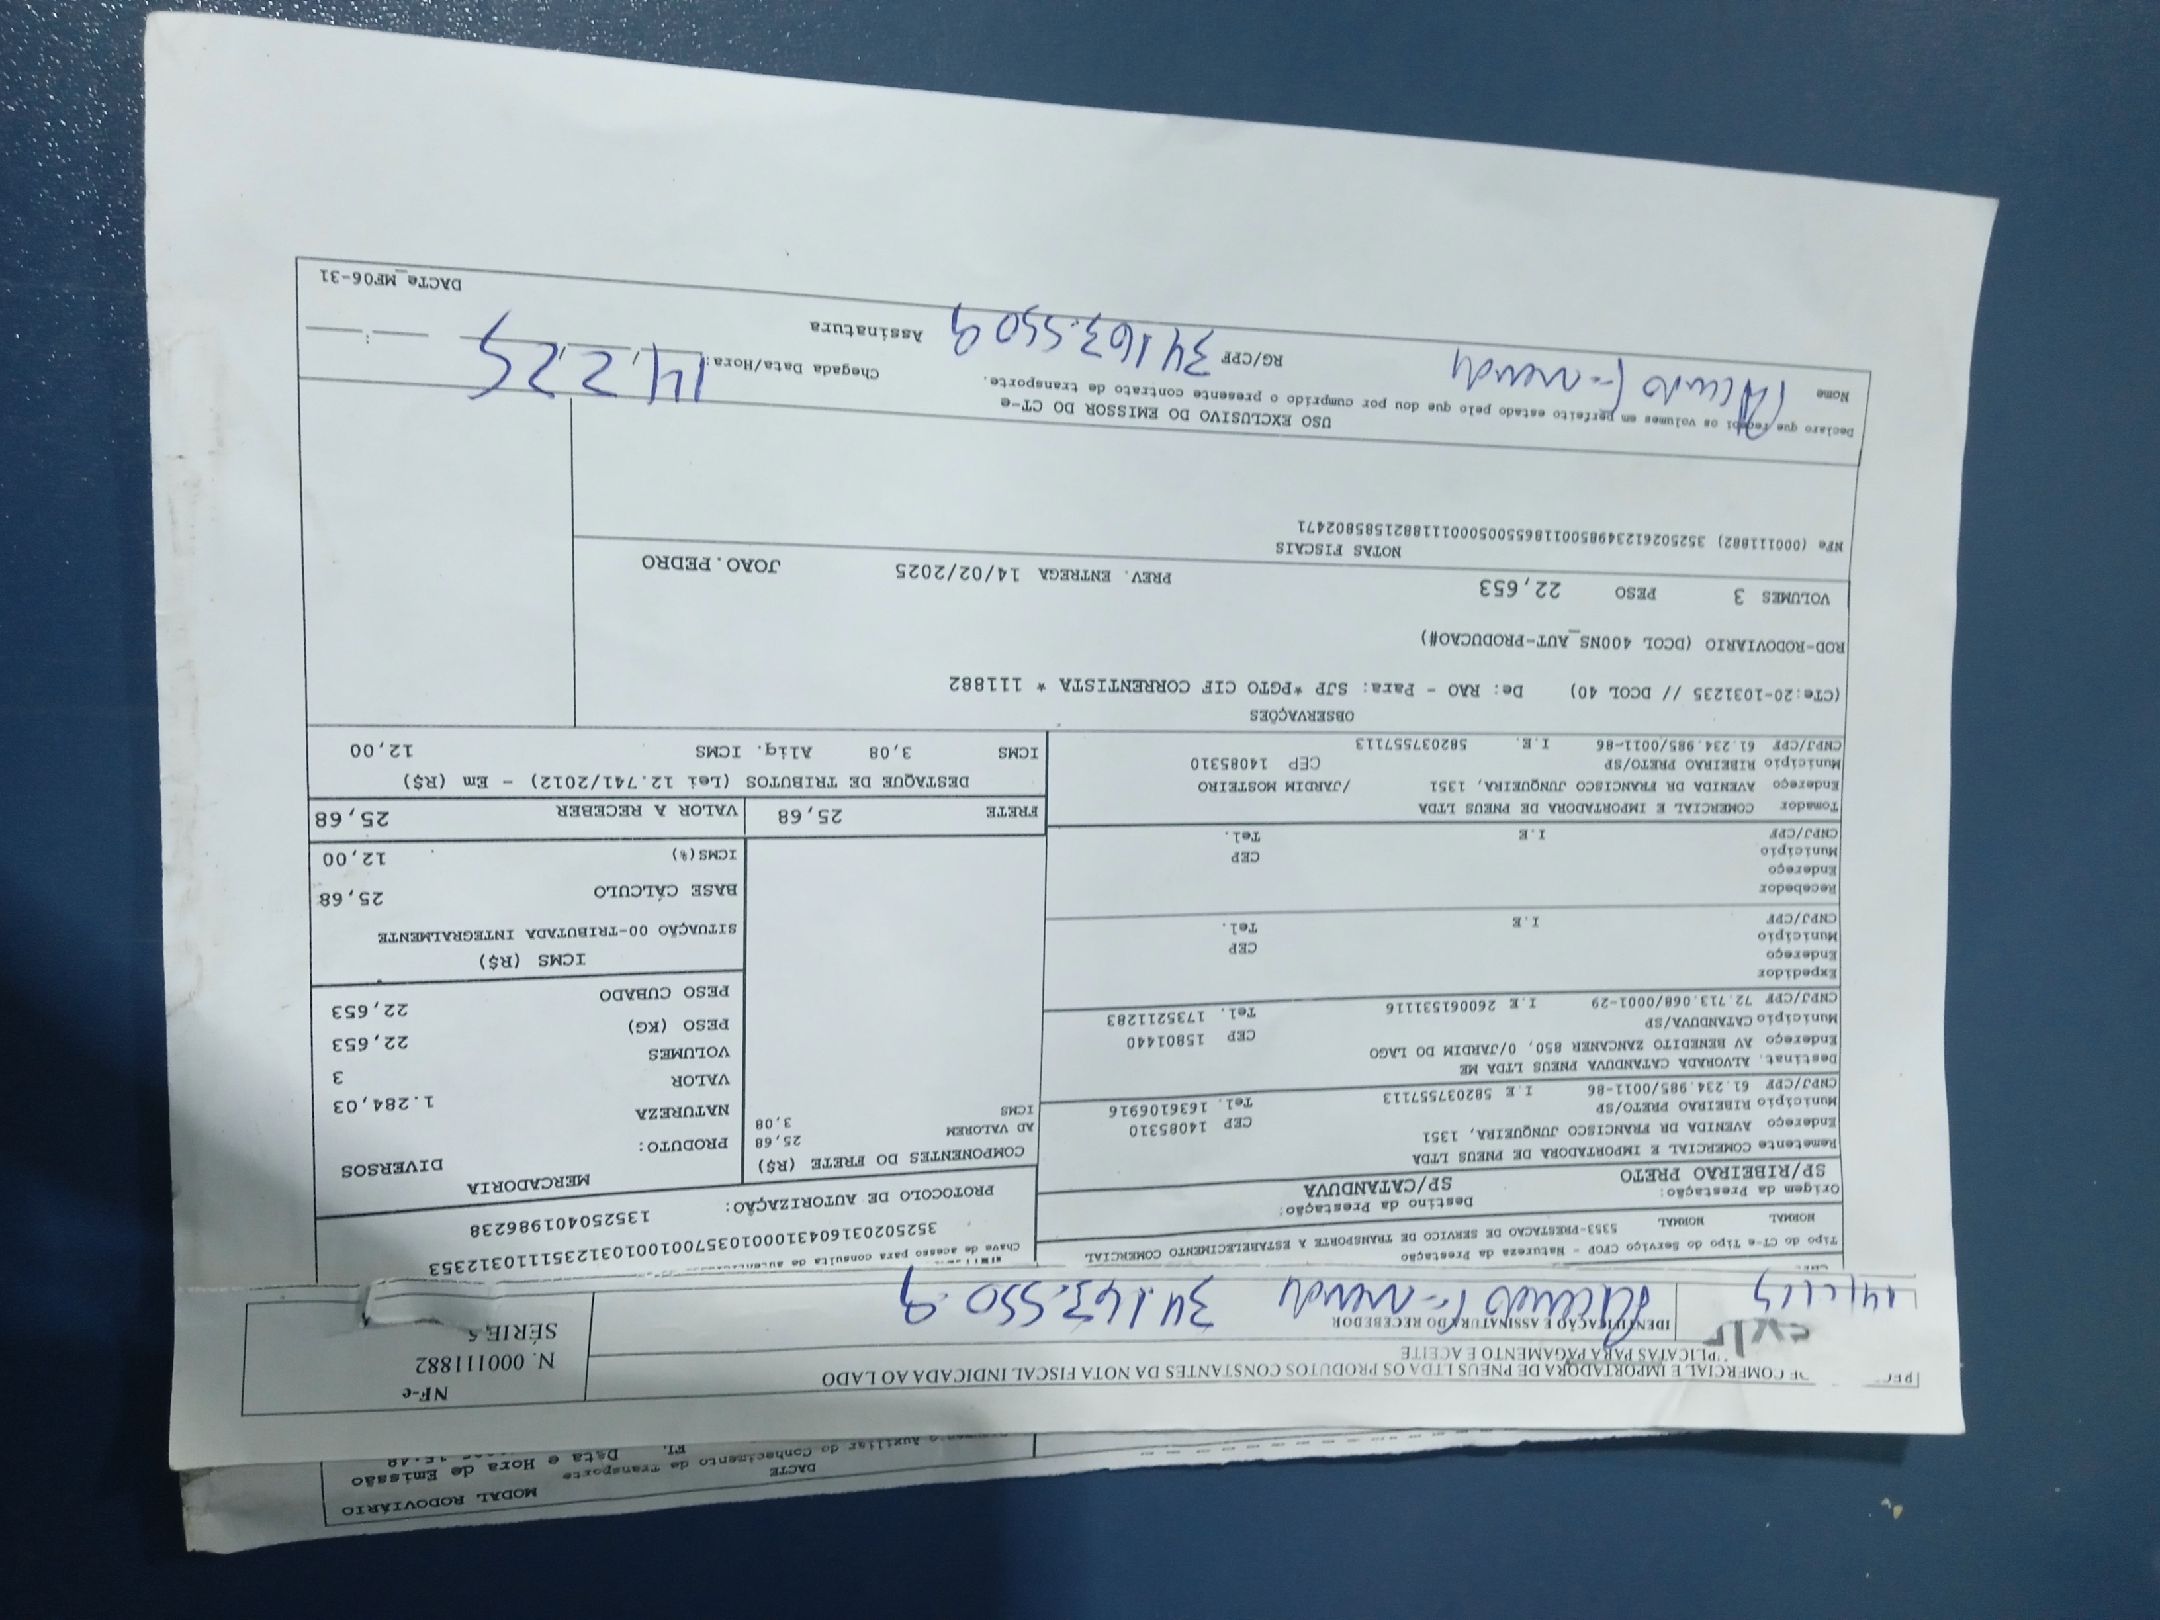 MODAL RODOVIÁRIO
DACTE
Auxiliar do Conhecimento de Transporte
Data e Hora de Emissão
COMERCIAL E IMPORTADORA DE PNEUS LTDA OS PRODUTOS CONSTANTES DA NOTA FISCAL INDICADA AO LADO
PLICATAS PARA PAGAMENTO E ACEITE
NF-e
N. 000111882
SÉRIE 5
IDENTIFICAÇÃO E ASSINATURA DO RECEBEDOR
34.163.550.9
Tipo do CT-e Tipo do Serviço CFOP - Natureza da Prestação
NORMAL NORMAL 5353-PRESTACAO DE SERVICO DE TRANSPORTE A ESTABELECIMENTO COMERCIAL
Origem da Prestação: Destino da Prestação:
SP/RIBEIRAO PRETO SP/CATANDUVA
Chave de acesso para consulta de
PROTOCOLO DE AUTORIZAÇÃO: 135250401986238
Remetente COMERCIAL E IMPORTADORA DE PNEUS LTDA
Endereço AVENIDA DR FRANCISCO JUNQUEIRA, 1351
Município RIBEIRAO PRETO/SP CEP 14085310
CNPJ/CPF 61.234.985/0011-86 I.E 582037557113 Tel. 1636106916
Destinat. ALVORADA CATANDUVA PNEUS LTDA ME
Endereço AV BENEDITO ZANCANER 850, 0/JARDIM DO LAGO
Município CATANDUVA/SP CEP 15801440
CNPJ/CPF 72.713.068/0001-29 I.E 260061531116 Tel. 1735211283
Expedidor
Endereço
Município CEP
CNPJ/CPF I.E Tel.
Recebedor
Endereço
Município CEP
CNPJ/CPF I.E Tel.
Tomador COMERCIAL E IMPORTADORA DE PNEUS LTDA
Endereço AVENIDA DR FRANCISCO JUNQUEIRA, 1351 /JARDIM MOSTEIRO
Município RIBEIRAO PRETO/SP CEP 14085310
CNPJ/CPF 61.234.985/0011-86 I.E. 582037557113
COMPONENTES DO FRETE (R$)
AD VALOREM 25,68
ICMS 3,08
MERCADORIA
PRODUTO: DIVERSOS
NATUREZA
VALOR 1.284,03
VOLUMES 3
PESO (KG) 22,653
PESO CUBADO 22,653
ICMS (R$)
SITUAÇÃO 00-TRIBUTADA INTEGRALMENTE
BASE CÁLCULO 25,68
ICMS(%) 12,00
FRETE 25,68 VALOR A RECEBER 25,68
DESTAQUE DE TRIBUTOS (Lei 12.741/2012) - Em (R$)
ICMS 3,08 Aliq. ICMS 12,00
OBSERVAÇÕES
(CTe:20-1031235 // DCOL 40) De: RAO - Para: SJP *PGTO CIF CORRENTISTA * 111882
ROD-RODOVIARIO (DCOL 400NS_AUT-PRODUCAO#)
VOLUMES 3 PESO 22,653 PREV. ENTREGA 14/02/2025 JOAO.PEDRO
NOTAS FISCAIS
NFe (00011882) 35250261234985001186550050001118821585802471
USO EXCLUSIVO DO EMISSOR DO CT-e
Declaro que recebi os volumes em perfeito estado pelo que dou por cumprido o presente contrato de transporte.
Chegada Data/Hora: 14/2/25
Nome RG/CPF 34.163.550 9 Assinatura
DACTe_MF06-31